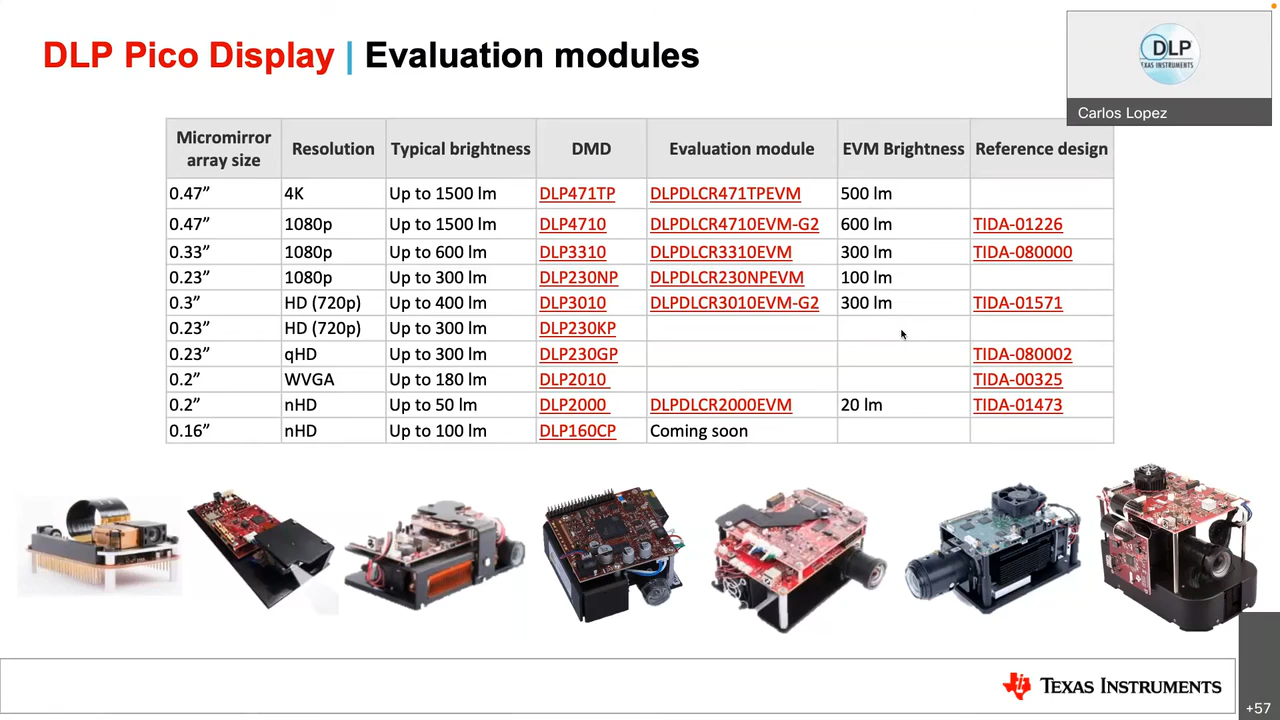 DLP Pico Display | Evaluation modules
DLP
TEXAS INSTRUMENTS
Carlos Lopez
Micromirror array size Resolution Typical brightness DMD Evaluation module EVM Brightness Reference design
0.47” 4K Up to 1500 lm DLP471TP DLPDLCR471TPEVM 500 lm
0.47” 1080p Up to 1500 lm DLP4710 DLPDLCR4710EVM-G2 600 lm TIDA-01226
0.33” 1080p Up to 600 lm DLP3310 DLPDLCR3310EVM 300 lm TIDA-080000
0.23” 1080p Up to 300 lm DLP230NP DLPDLCR230NPEVM 100 lm
0.3” HD (720p) Up to 400 lm DLP3010 DLPDLCR3010EVM-G2 300 lm TIDA-01571
0.23” HD (720p) Up to 300 lm DLP230KP
0.23” qHD Up to 300 lm DLP230GP TIDA-080002
0.2” WVGA Up to 180 lm DLP2010 TIDA-00325
0.2” nHD Up to 50 lm DLP2000 DLPDLCR2000EVM 20 lm TIDA-01473
0.16” nHD Up to 100 lm DLP160CP Coming soon
TEXAS INSTRUMENTS
+57